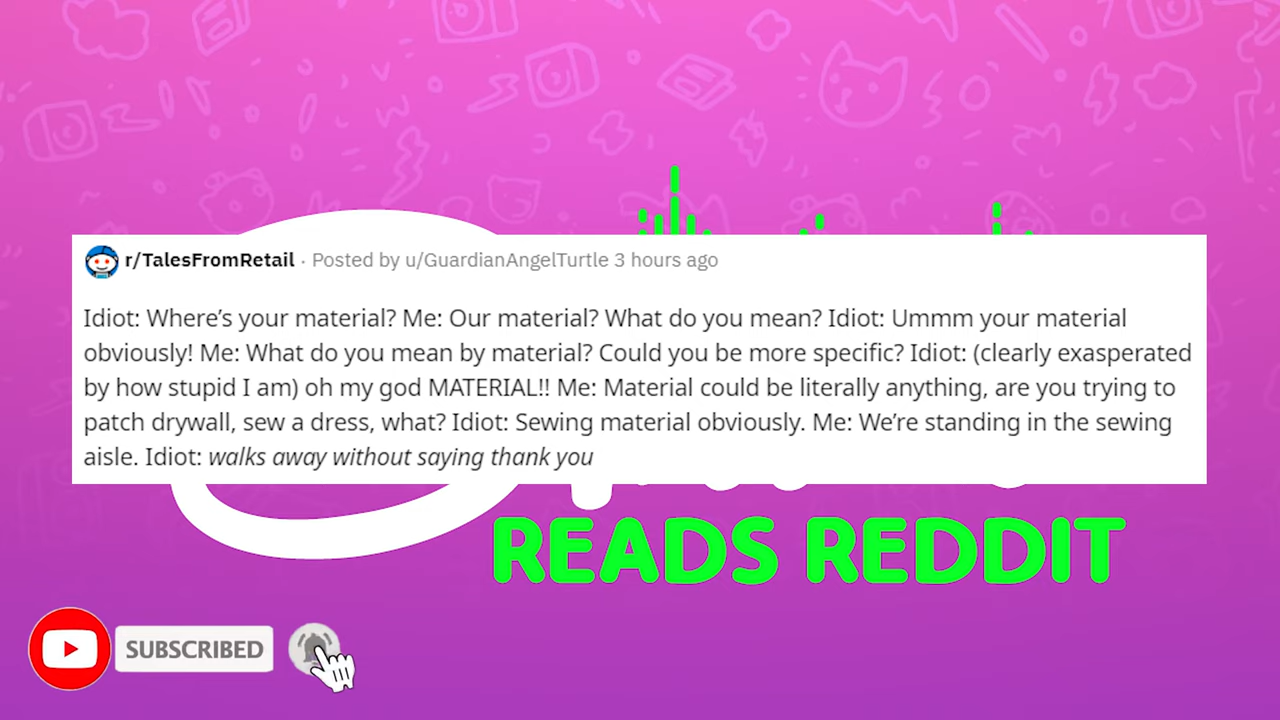 r/TalesFromRetail · Posted by u/GuardianAngelTurtle 3 hours ago
Idiot: Where’s your material? Me: Our material? What do you mean? Idiot: Ummm your material
obviously! Me: What do you mean by material? Could you be more specific? Idiot: (clearly exasperated
by how stupid I am) oh my god MATERIAL!! Me: Material could be literally anything, are you trying to
patch drywall, sew a dress, what? Idiot: Sewing material obviously. Me: We’re standing in the sewing
aisle. Idiot: walks away without saying thank you
READS REDDIT
SUBSCRIBED